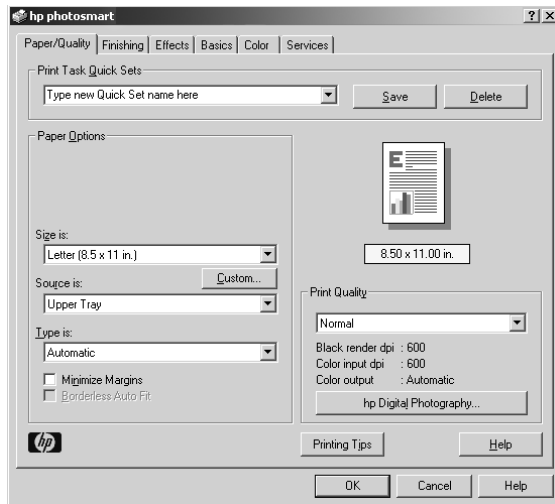 hp photosmart
Paper/Quality Finishing Effects Basics Color Services
Print Task Quick Sets
Type new Quick Set name here
Save
Delete
Paper Options
Size is:
Letter (8.5 x 11 in.)
Custom...
Source is:
Upper Tray
Type is:
Automatic
Minimize Margins
Borderless Auto Fit
E
8.50 x 11.00 in.
Print Quality
Normal
Black render dpi : 600
Color input dpi : 600
Color output : Automatic
hp Digital Photography...
hp
Printing Tips
Help
OK
Cancel
Help